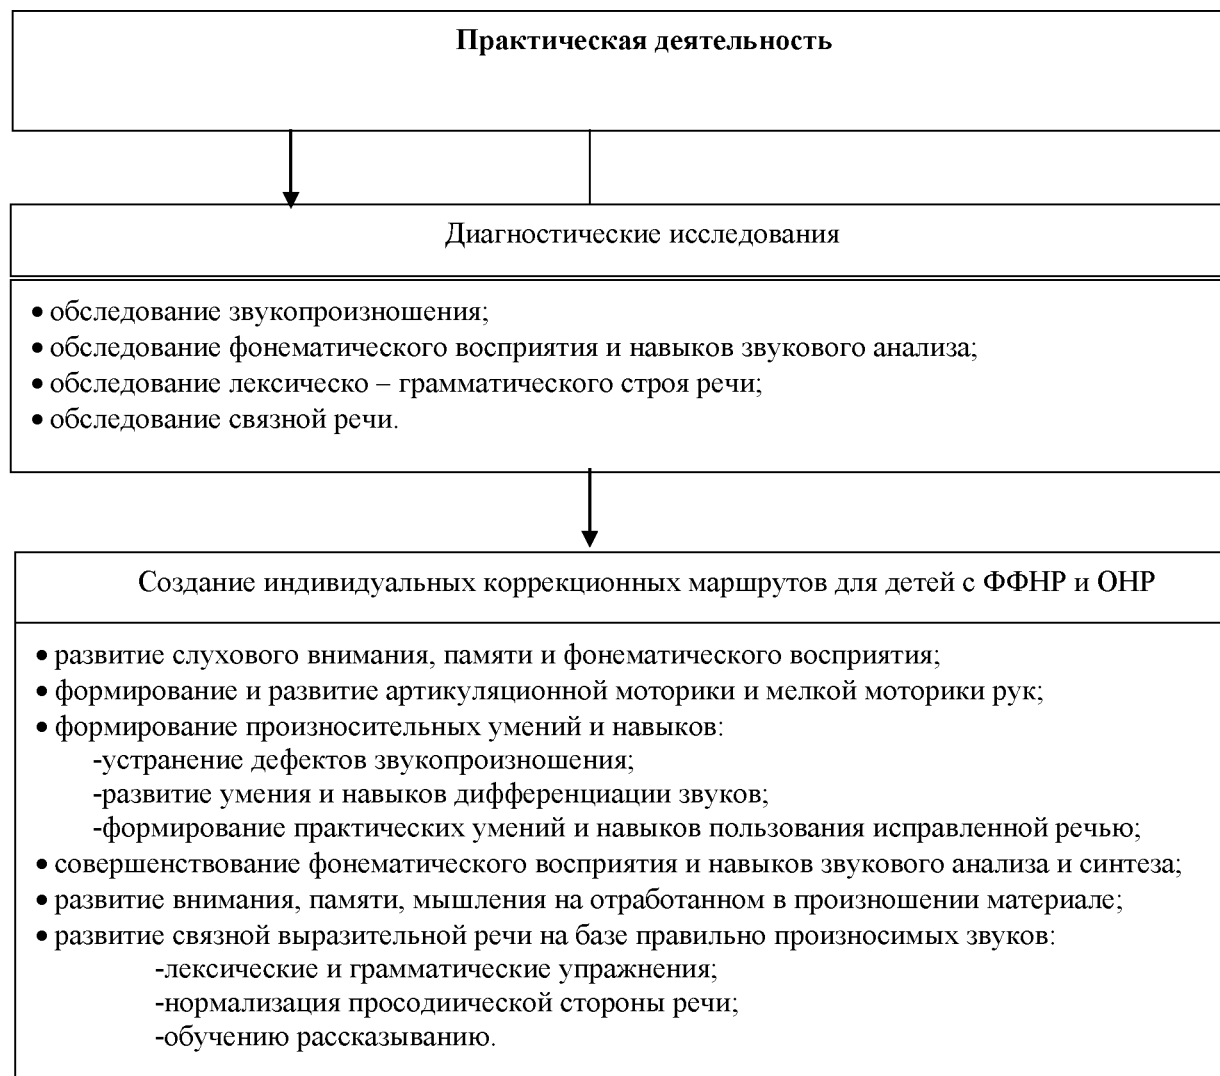 Практическая деятельность
Диагностические исследования
• обследование звукопроизношения;
• обследование фонематического восприятия и навыков звукового анализа;
• обследование лексическо – грамматического строя речи;
• обследование связной речи.
Создание индивидуальных коррекционных маршрутов для детей с ФФНР и ОНР
• развитие слухового внимания, памяти и фонематического восприятия;
• формирование и развитие артикуляционной моторики и мелкой моторики рук;
• формирование произносительных умений и навыков:
-устранение дефектов звукопроизношения;
-развитие умения и навыков дифференциации звуков;
-формирование практических умений и навыков пользования исправленной речью;
• совершенствование фонематического восприятия и навыков звукового анализа и синтеза;
• развитие внимания, памяти, мышления на отработанном в произношении материале;
• развитие связной выразительной речи на базе правильно произносимых звуков:
-лексические и грамматические упражнения;
-нормализация просодиической стороны речи;
-обучению рассказыванию.